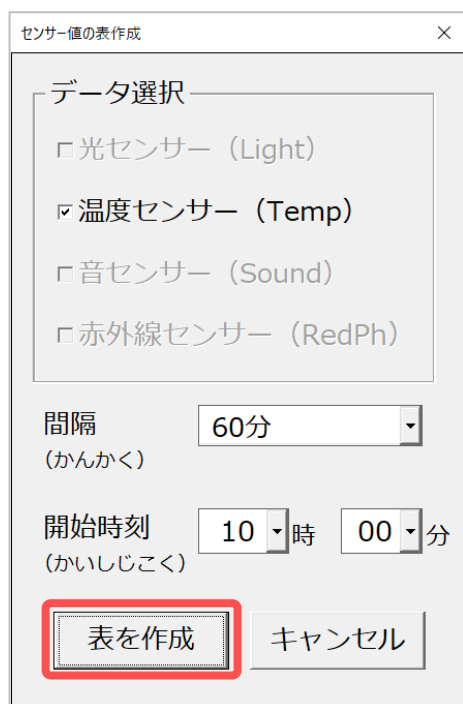 センサー値の表作成
データ選択
光センサー（Light）
温度センサー（Temp）
音センサー（Sound）
赤外線センサー（RedPh）
間隔 60分
（かんかく）
開始時刻 10 時 00 分
（かいしじこく）
表を作成 キャンセル